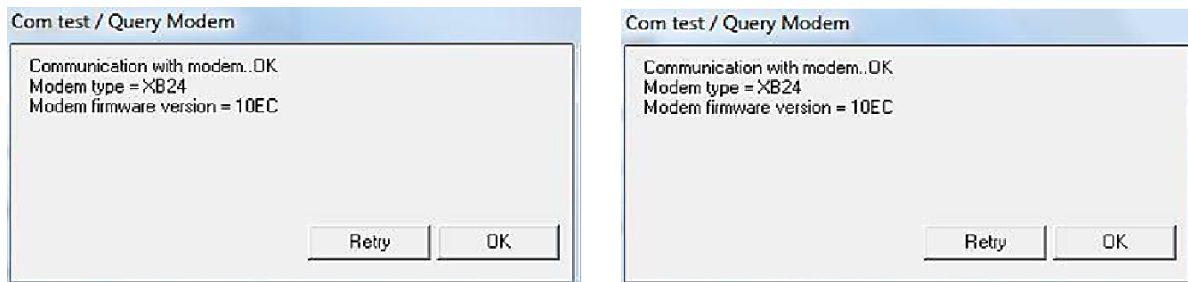 Com test / Query Modem
Communication with modem..OK
Modem type = XB24
Modem firmware version = 10EC
Retry
OK
Com test / Query Modem
Communication with modem..OK
Modem type = XB24
Modem firmware version = 10EC
Retry
OK